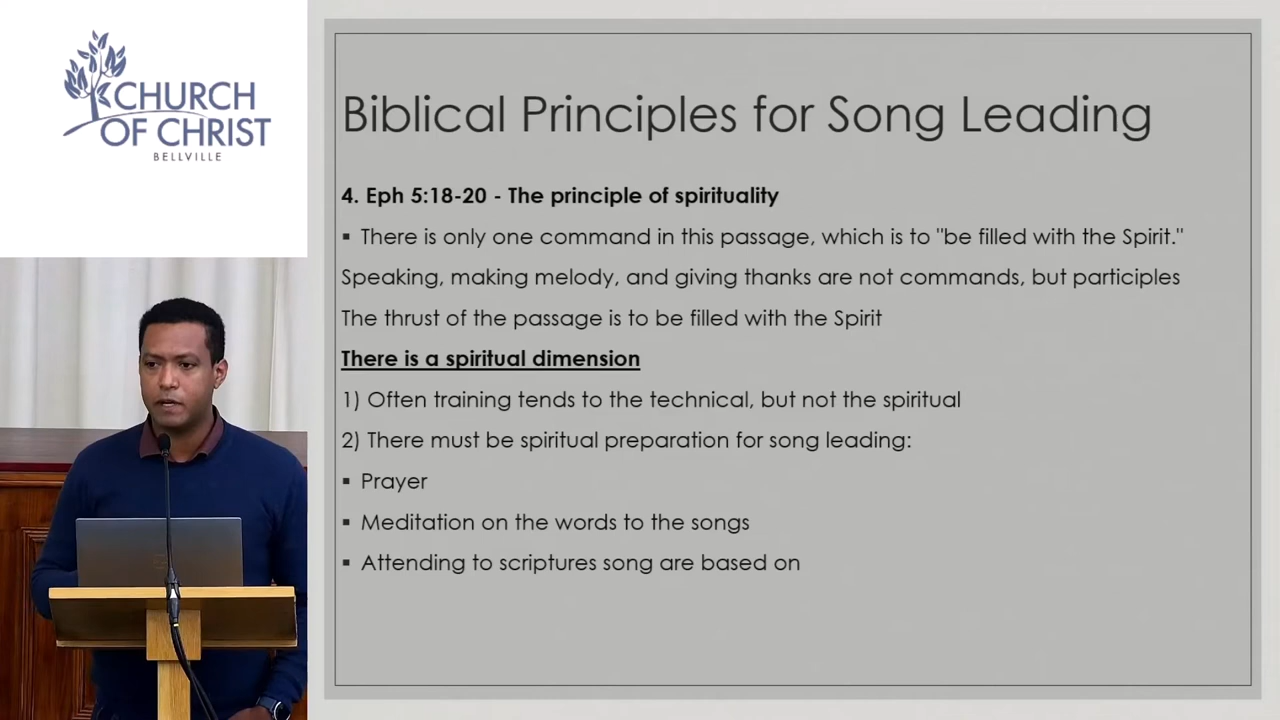 CHURCH
OF CHRIST
BELLVILLE
Biblical Principles for Song Leading
4. Eph 5:18-20 - The principle of spirituality
▪ There is only one command in this passage, which is to "be filled with the Spirit."
Speaking, making melody, and giving thanks are not commands, but participles
The thrust of the passage is to be filled with the Spirit
There is a spiritual dimension
1) Often training tends to the technical, but not the spiritual
2) There must be spiritual preparation for song leading:
▪ Prayer
▪ Meditation on the words to the songs
▪ Attending to scriptures song are based on